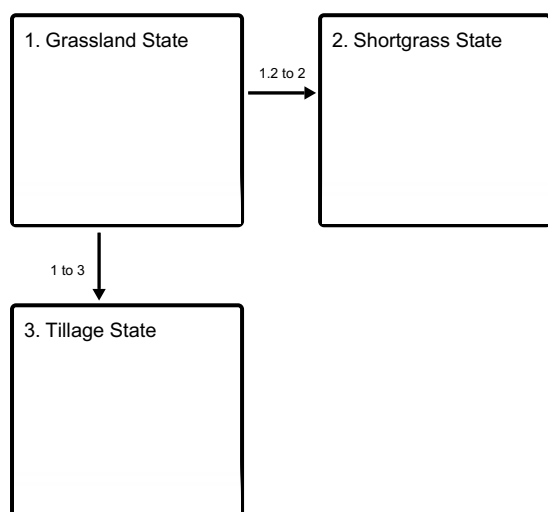 1. Grassland State
2. Shortgrass State
1.2 to 2
1 to 3
3. Tillage State